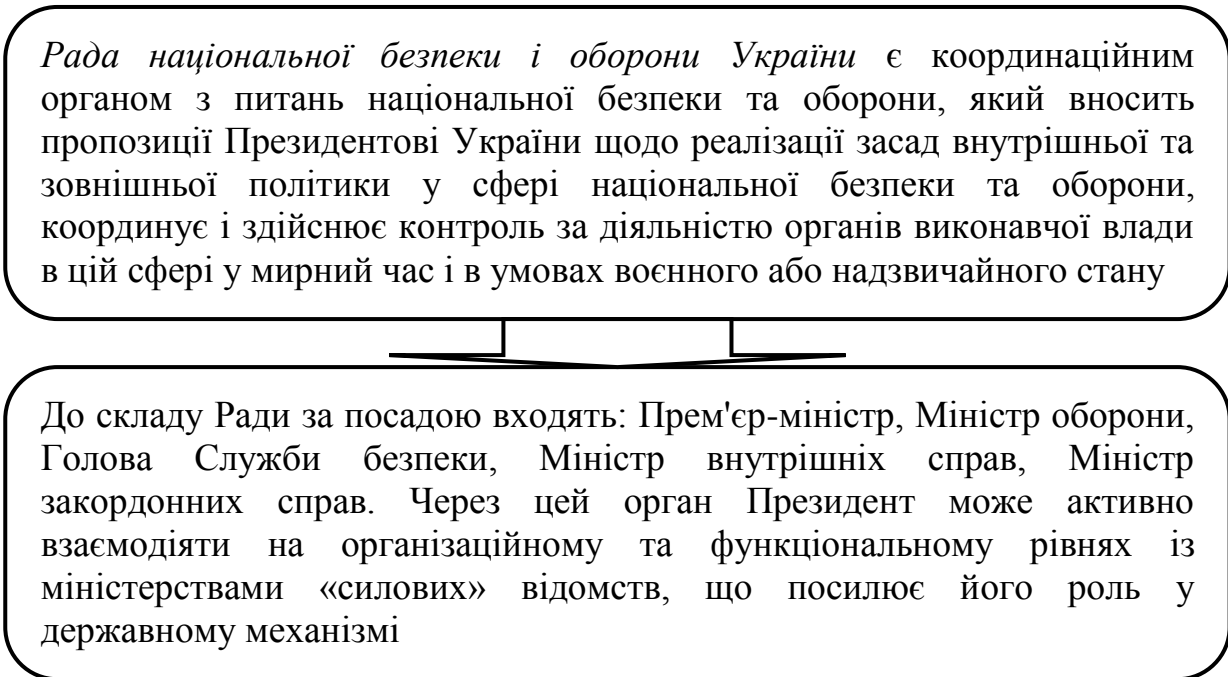 Рада національної безпеки і оборони України є координаційним
органом з питань національної безпеки та оборони, який вносить
пропозиції Президентові України щодо реалізації засад внутрішньої та
зовнішньої політики у сфері національної безпеки та оборони,
координує і здійснює контроль за діяльністю органів виконавчої влади
в цій сфері у мирний час і в умовах воєнного або надзвичайного стану
До складу Ради за посадою входять: Прем'єр-міністр, Міністр оборони,
Голова Служби безпеки, Міністр внутрішніх справ, Міністр
закордонних справ. Через цей орган Президент може активно
взаємодіяти на організаційному та функціональному рівнях із
міністерствами «силових» відомств, що посилює його роль у
державному механізмі